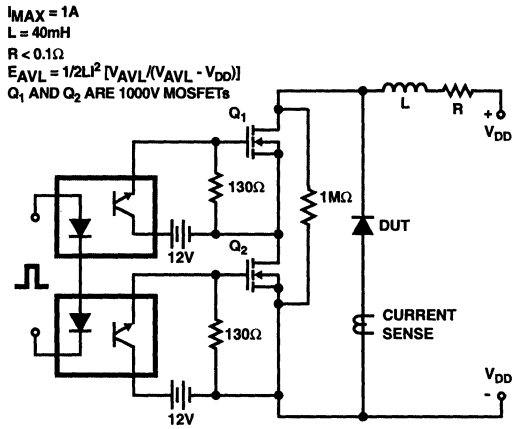 IMAX = 1A
L = 40mH
R < 0.1Ω
EAVL = 1/2LI² [VAVL/(VAVL - VDD)]
Q1 AND Q2 ARE 1000V MOSFETs
Q1
L
R
+
VDD
130Ω
1MΩ
DUT
12V
Q2
CURRENT
SENSE
130Ω
VDD
-
12V